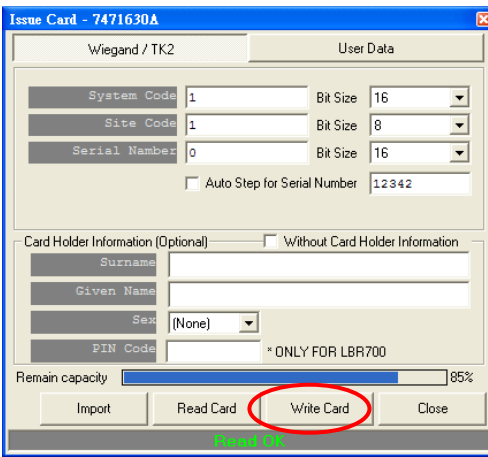 Issue Card - 7471630A
Wiegand / TK2 User Data
System Code 1 Bit Size 16
Site Code 1 Bit Size 8
Serial Namber 0 Bit Size 16
Auto Step for Serial Number 12342
Card Holder Information (Optional) Without Card Holder Information
Surname
Given Name
Sex (None)
PIN Code * ONLY FOR LBR700
Remain capacity 85%
Import Read Card Write Card Close
Read OK